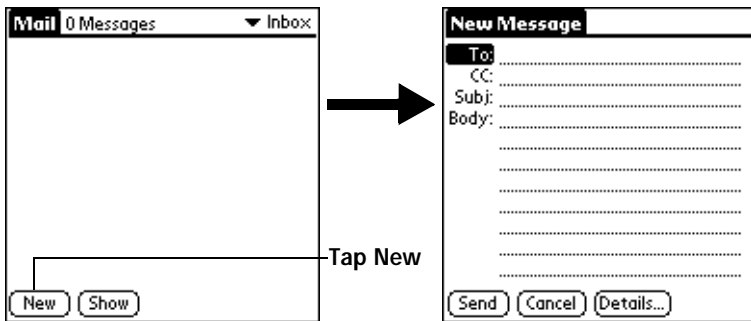 Mail 0 Messages Inbox
Tap New
New Show
New Message
To:
CC:
Subj:
Body:
Send Cancel Details...